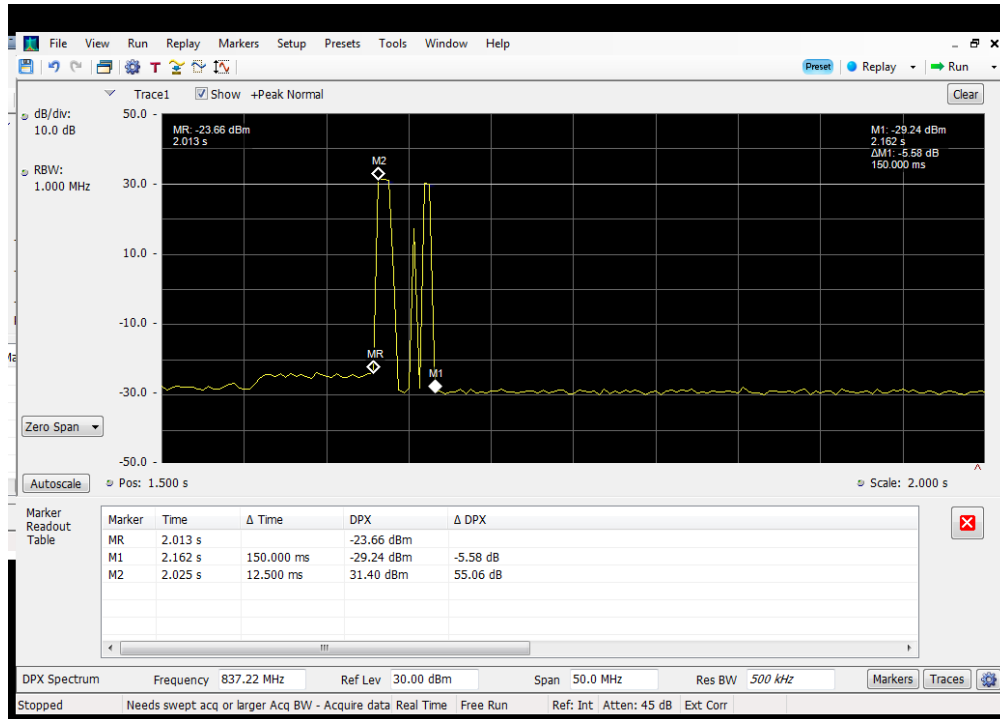 File View Run Replay Markers Setup Presets Tools Window Help
T Preset Replay Run
Trace1 Show +Peak Normal Clear
dB/div:
10.0 dB
RBW:
1.000 MHz
50.0
30.0
10.0
-10.0
-30.0
-50.0
MR: -23.66 dBm
2.013 s
M1: -29.24 dBm
2.162 s
ΔM1: -5.58 dB
150.000 ms
M2
MR
M1
Zero Span
Autoscale Pos: 1.500 s Scale: 2.000 s
Marker
Readout
Table
Marker Time Δ Time DPX Δ DPX
MR 2.013 s -23.66 dBm
M1 2.162 s 150.000 ms -29.24 dBm -5.58 dB
M2 2.025 s 12.500 ms 31.40 dBm 55.06 dB
DPX Spectrum Frequency 837.22 MHz Ref Lev 30.00 dBm Span 50.0 MHz Res BW 500 kHz Markers Traces
Stopped Needs swept acq or larger Acq BW - Acquire data Real Time Free Run Ref: Int Atten: 45 dB Ext Corr